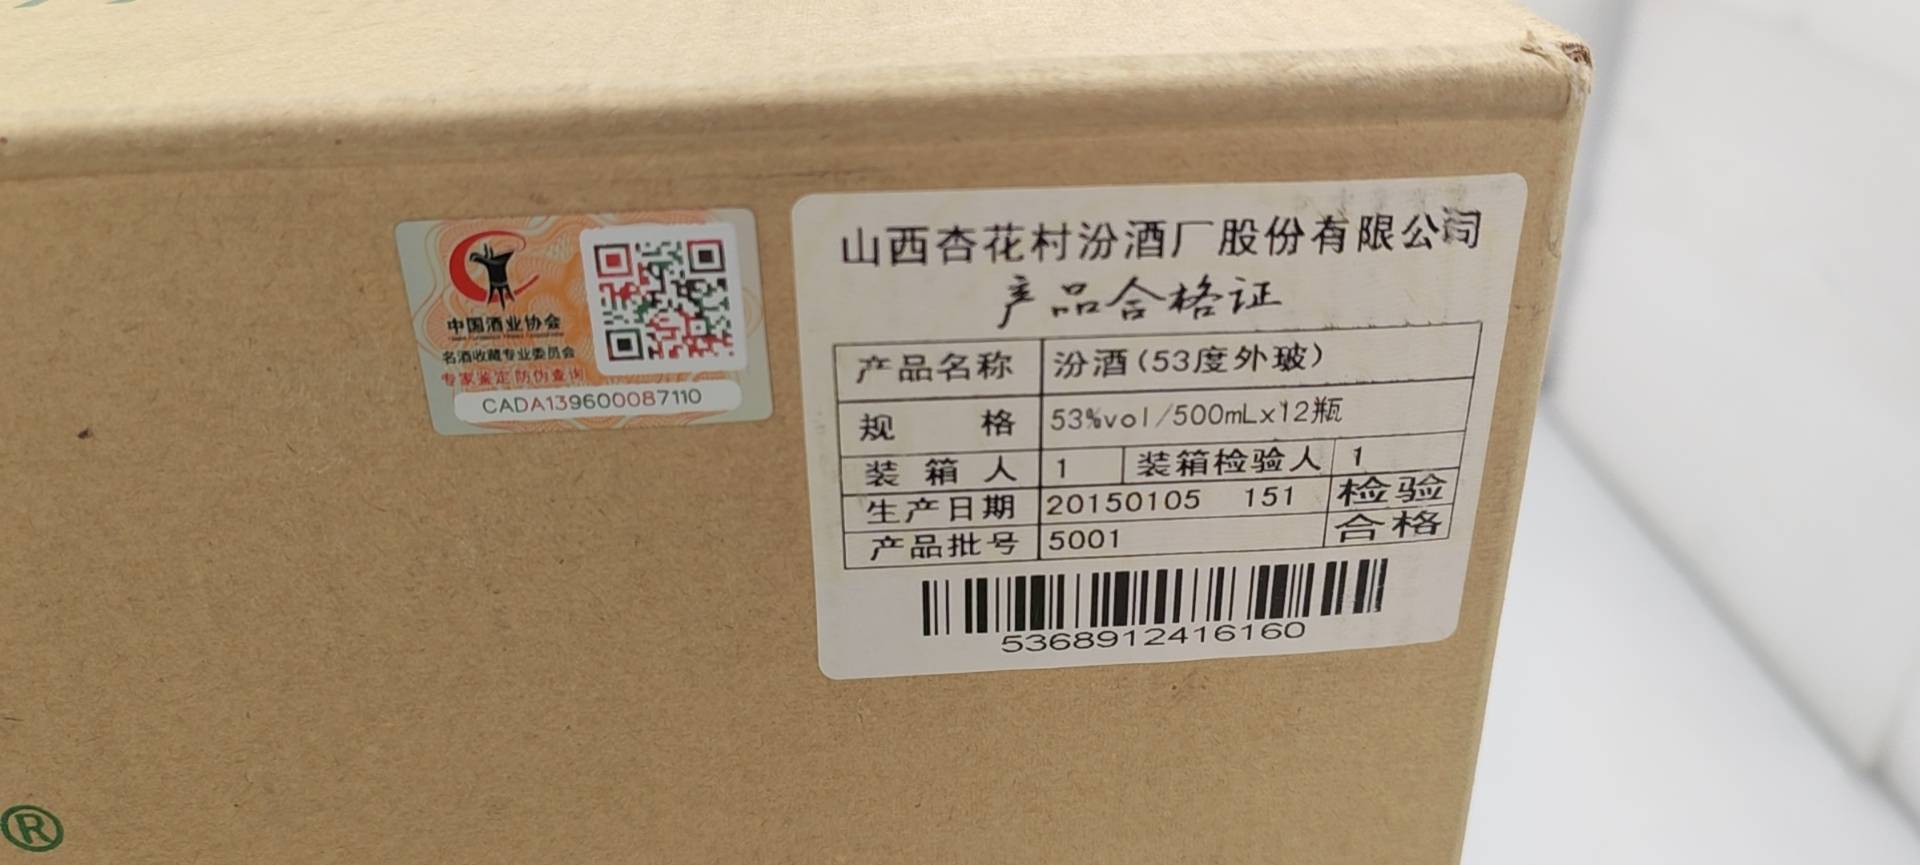 中国酒业协会
名酒收藏专业委员会
专家鉴定 防伪查询
CADA139600087110
山西杏花村汾酒厂股份有限公司
产品合格证
产品名称 汾酒(53度外玻)
规 格 53%vol/500mLx12瓶
装 箱 人 1 装箱检验人 1
生产日期 20150105 151 检验
产品批号 5001 合格
5368912416160
®